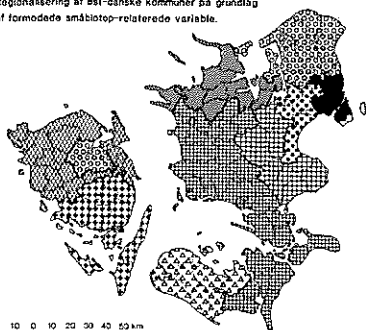 Regionalisering af øst-danske kommuner på grundlag
af formodede småbiotop-relaterede variable.
10 0 10 20 30 40 50 km